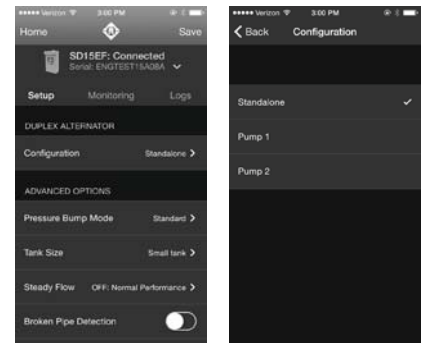 Verizon 3:00 PM
Home Save
SD15EF: Connected
Serial: ENGTEST15A08A
Setup Monitoring Logs
DUPLEX ALTERNATOR
Configuration Standalone
ADVANCED OPTIONS
Pressure Bump Mode Standard
Tank Size Small tank
Steady Flow OFF: Normal Performance
Broken Pipe Detection
Verizon 3:00 PM
Back Configuration
Standalone
Pump 1
Pump 2